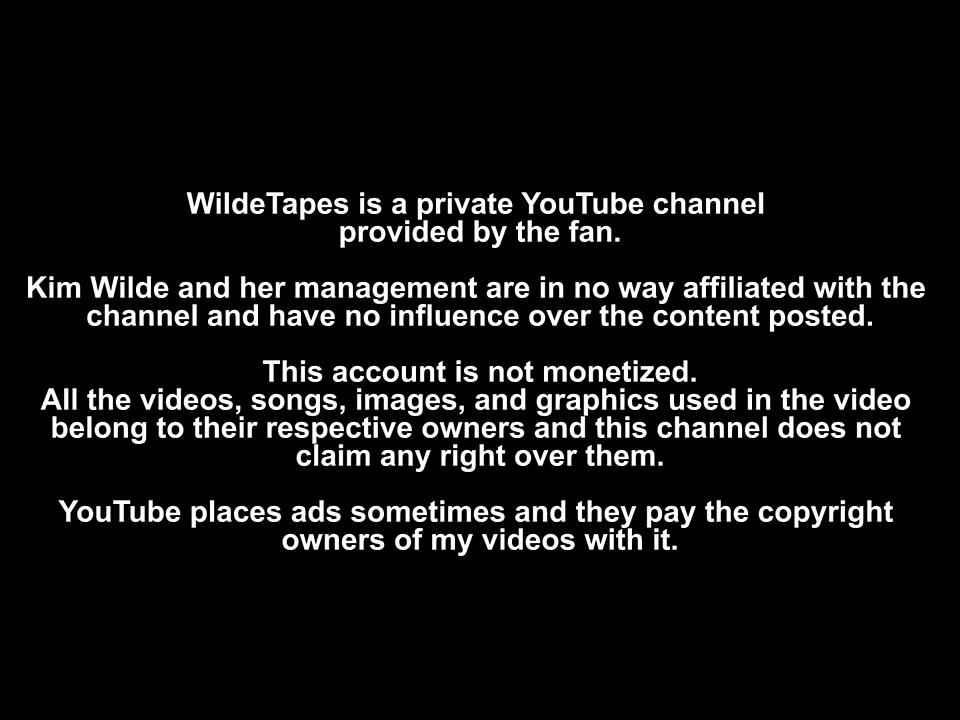 WildeTapes is a private YouTube channel
provided by the fan.
Kim Wilde and her management are in no way affiliated with the
channel and have no influence over the content posted.
This account is not monetized.
All the videos, songs, images, and graphics used in the video
belong to their respective owners and this channel does not
claim any right over them.
YouTube places ads sometimes and they pay the copyright
owners of my videos with it.